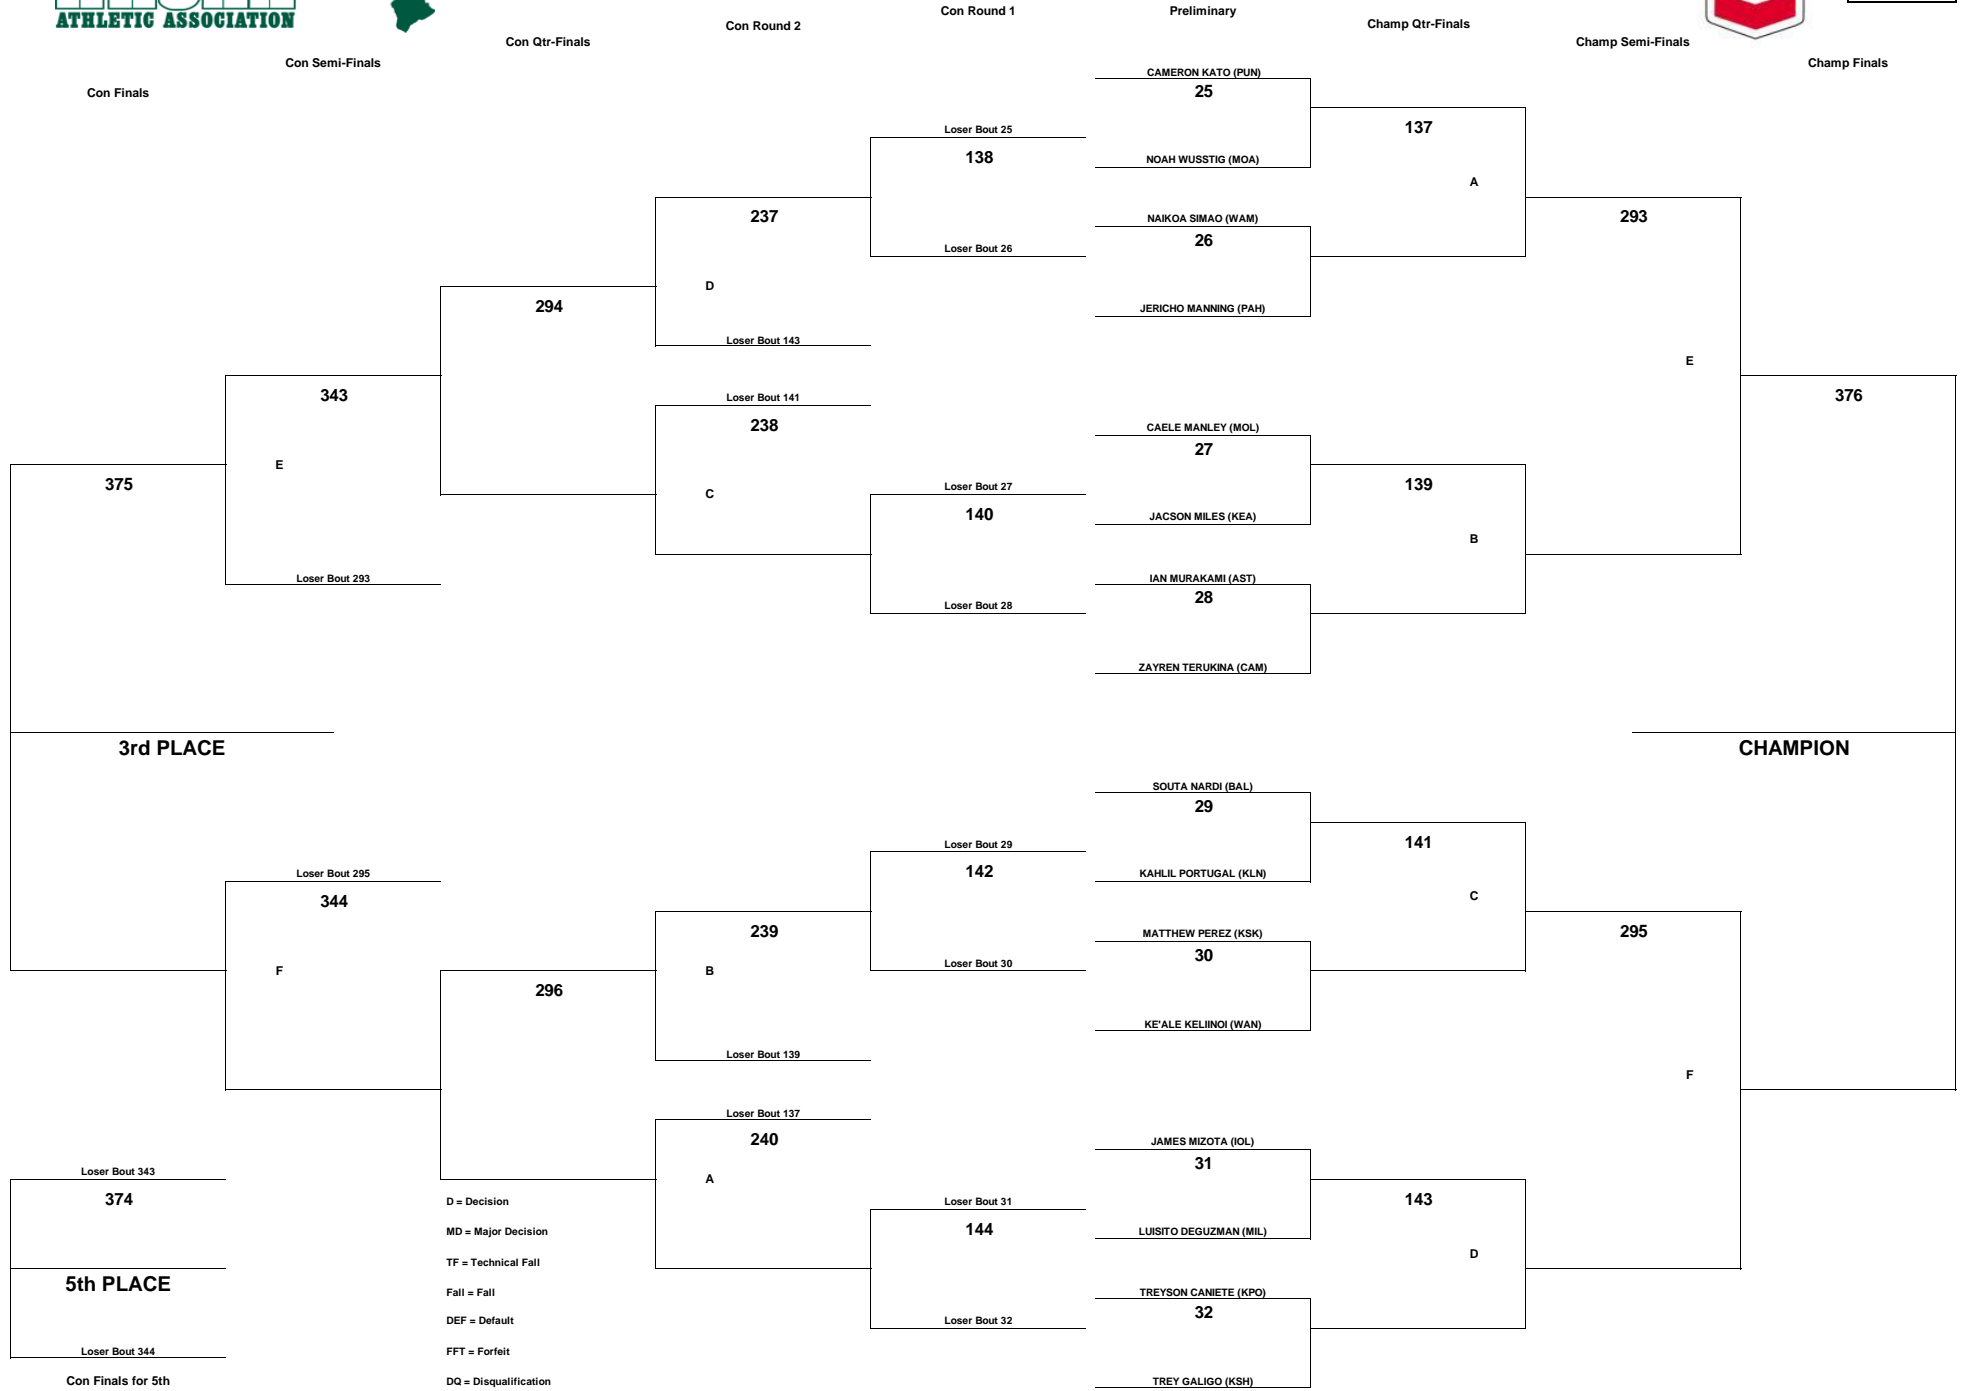 ATHLETIC ASSOCIATION
Con Finals
Con Semi-Finals
Con Qtr-Finals
Con Round 2
Con Round 1
Preliminary
Champ Qtr-Finals
Champ Semi-Finals
Champ Finals
CAMERON KATO (PUN)
25
NOAH WUSSTIG (MOA)
NAIKOA SIMAO (WAM)
26
JERICHO MANNING (PAH)
CAELE MANLEY (MOL)
27
JACSON MILES (KEA)
IAN MURAKAMI (AST)
28
ZAYREN TERUKINA (CAM)
SOUTA NARDI (BAL)
29
KAHLIL PORTUGAL (KLN)
MATTHEW PEREZ (KSK)
30
KE'ALE KELIINOI (WAN)
JAMES MIZOTA (IOL)
31
LUISITO DEGUZMAN (MIL)
TREYSON CANIETE (KPO)
32
TREY GALIGO (KSH)
137
A
139
B
141
C
143
D
293
E
295
F
376
CHAMPION
Loser Bout 25
138
Loser Bout 26
Loser Bout 27
140
Loser Bout 28
Loser Bout 29
142
Loser Bout 30
Loser Bout 31
144
Loser Bout 32
237
D
Loser Bout 143
Loser Bout 141
238
C
239
B
Loser Bout 139
Loser Bout 137
240
A
294
296
343
E
Loser Bout 293
Loser Bout 295
344
F
375
3rd PLACE
Loser Bout 343
374
5th PLACE
Loser Bout 344
Con Finals for 5th
D = Decision
MD = Major Decision
TF = Technical Fall
Fall = Fall
DEF = Default
FFT = Forfeit
DQ = Disqualification